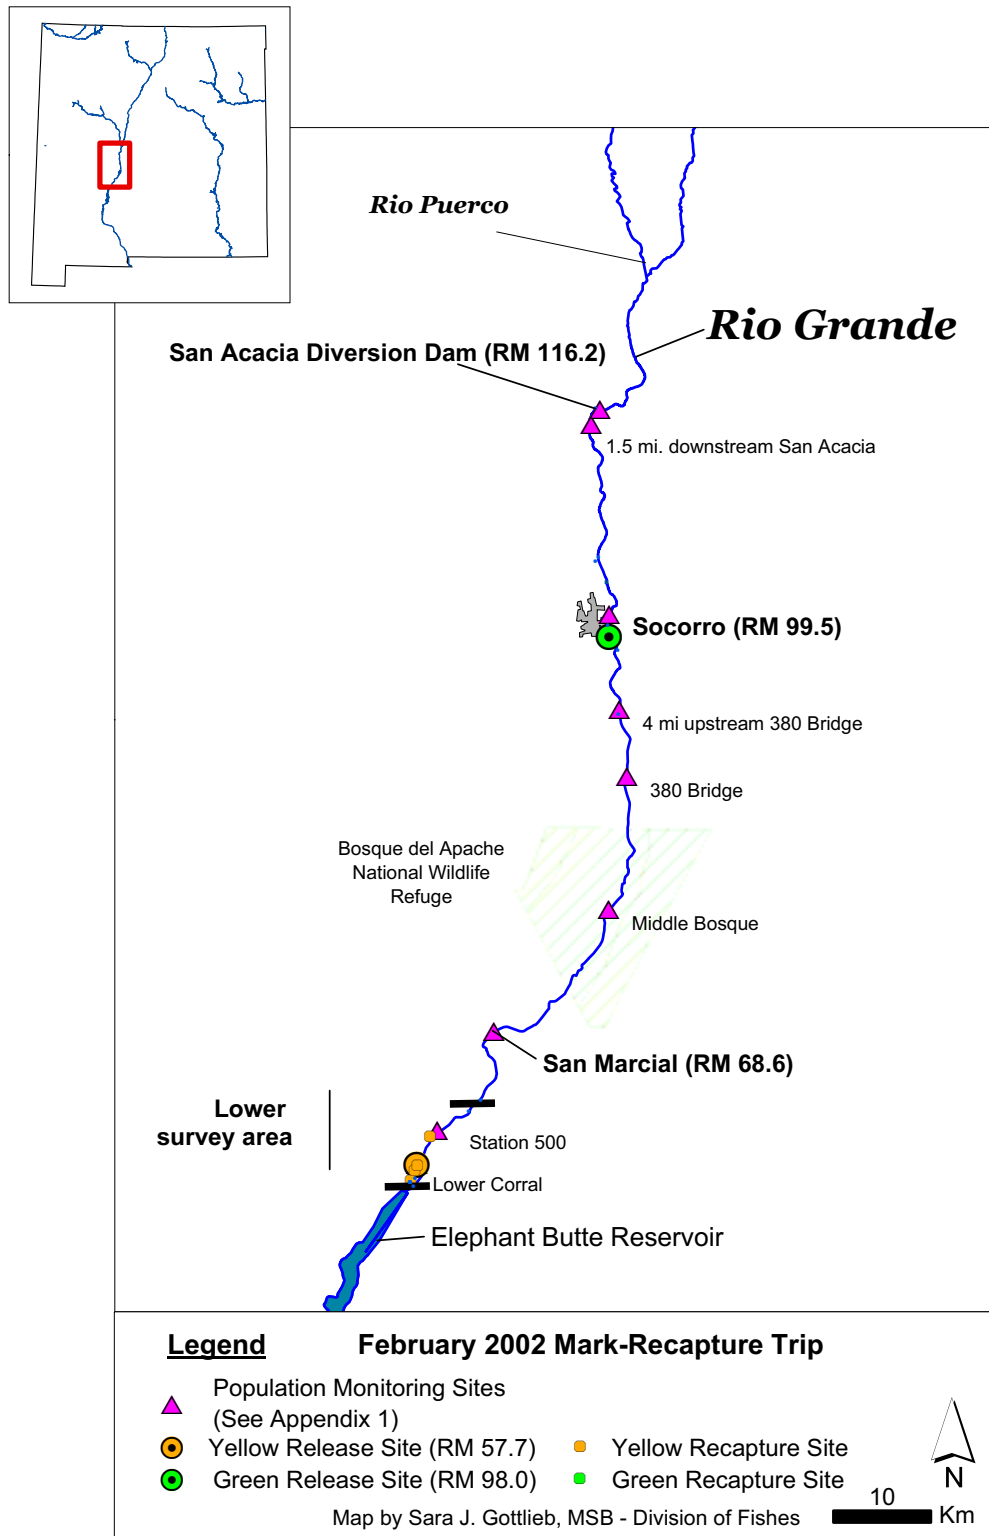 Rio Puerco
Rio Grande
San Acacia Diversion Dam (RM 116.2)
1.5 mi. downstream San Acacia
Socorro (RM 99.5)
4 mi upstream 380 Bridge
380 Bridge
Bosque del Apache
National Wildlife
Refuge
Middle Bosque
San Marcial (RM 68.6)
Lower
survey area
Station 500
Lower Corral
Elephant Butte Reservoir
Legend
February 2002 Mark-Recapture Trip
Population Monitoring Sites
(See Appendix 1)
Yellow Release Site (RM 57.7)
Yellow Recapture Site
Green Release Site (RM 98.0)
Green Recapture Site
N
Map by Sara J. Gottlieb, MSB - Division of Fishes
10
Km